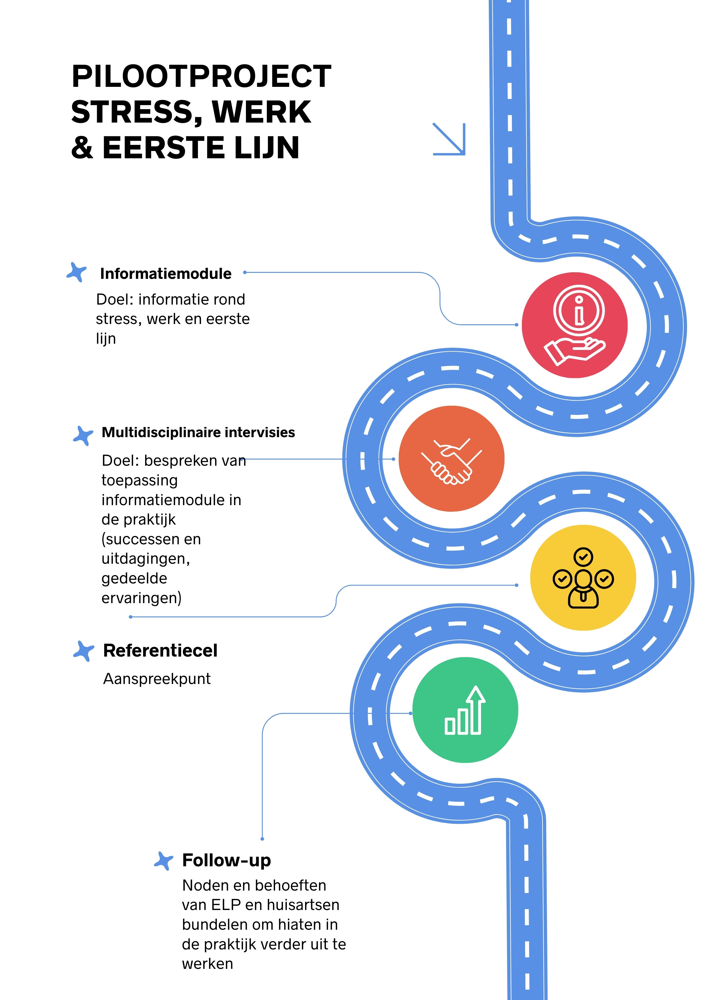 PILOOTPROJECT
STRESS, WERK
& EERSTE LIJN
Informatiemodule
Doel: informatie rond
stress, werk en eerste
lijn
Multidisciplinaire intervisies
Doel: bespreken van
toepassing
informatiemodule in
de praktijk
(successen en
uitdagingen,
gedeelde
ervaringen)
Referentiecel
Aanspreekpunt
Follow-up
Noden en behoeften
van ELP en huisartsen
bundelen om hiaten in
de praktijk verder uit te
werken